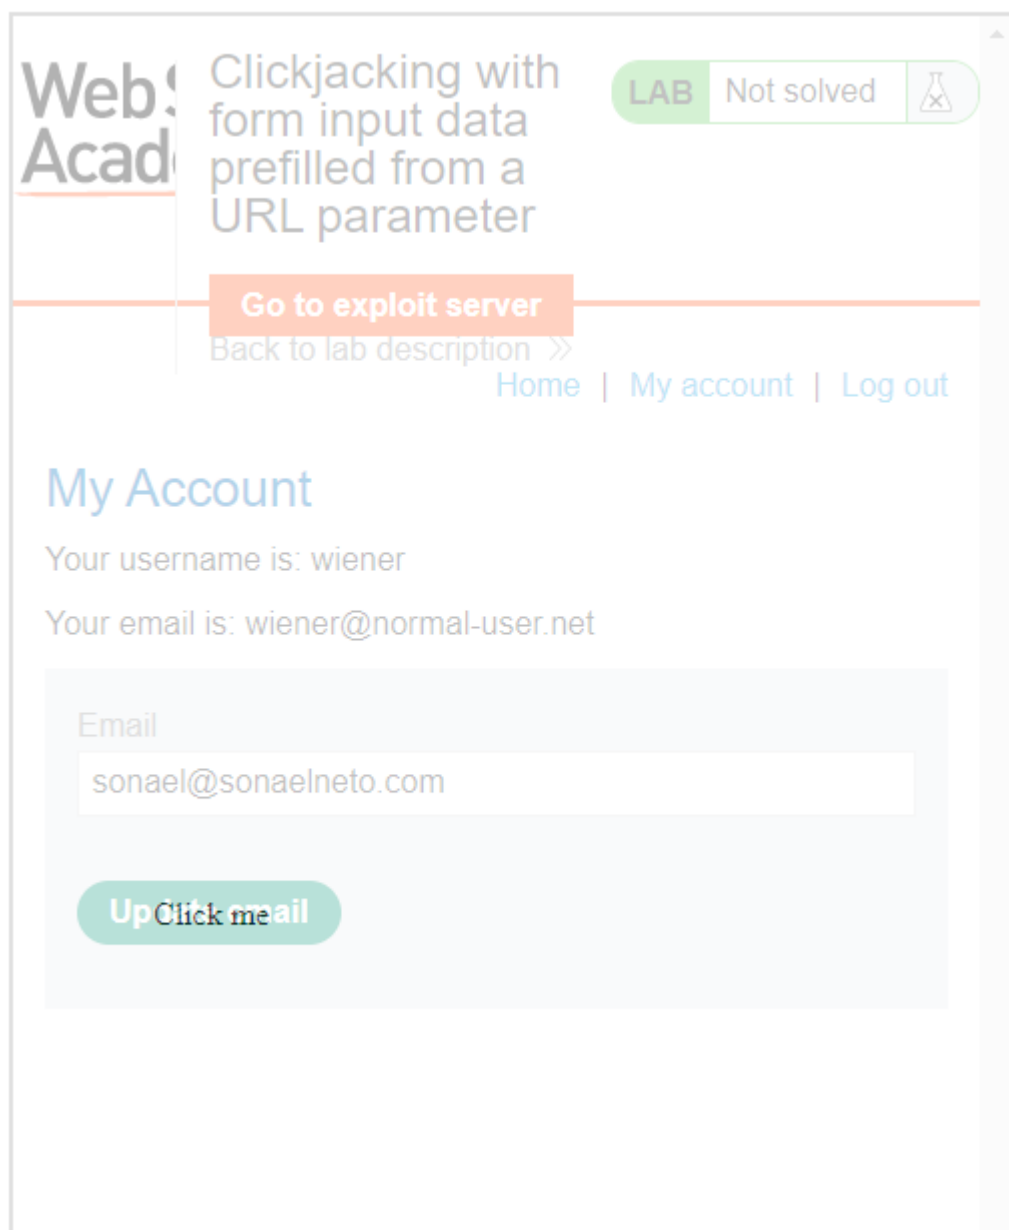 Web S
Acad
Clickjacking with
form input data
prefilled from a
URL parameter
LAB Not solved
Go to exploit server
Back to lab description
Home | My account | Log out
My Account
Your username is: wiener
Your email is: wiener@normal-user.net
Email
sonael@sonaelneto.com
Update email
Click me